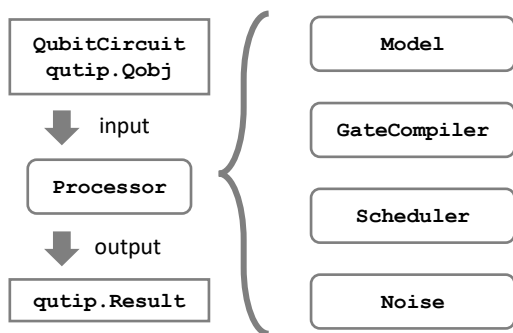 QubitCircuit
qutip.Qobj
input
Processor
output
qutip.Result
Model
GateCompiler
Scheduler
Noise